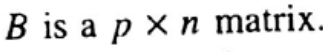 B is a p × n matrix.